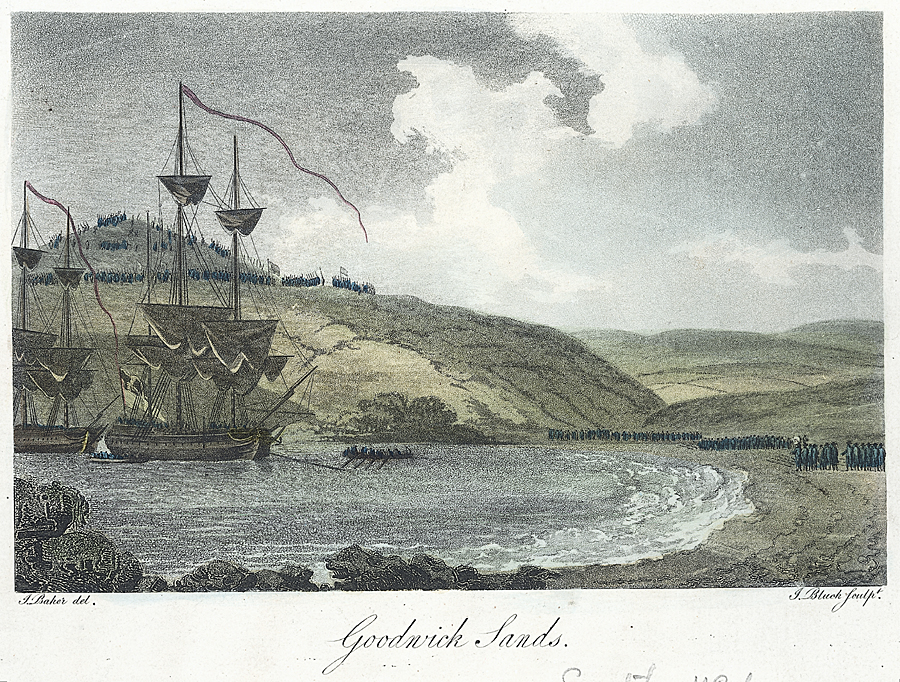 J. Baker del.
J. Bluck sculpt.
Goodwick Sands.